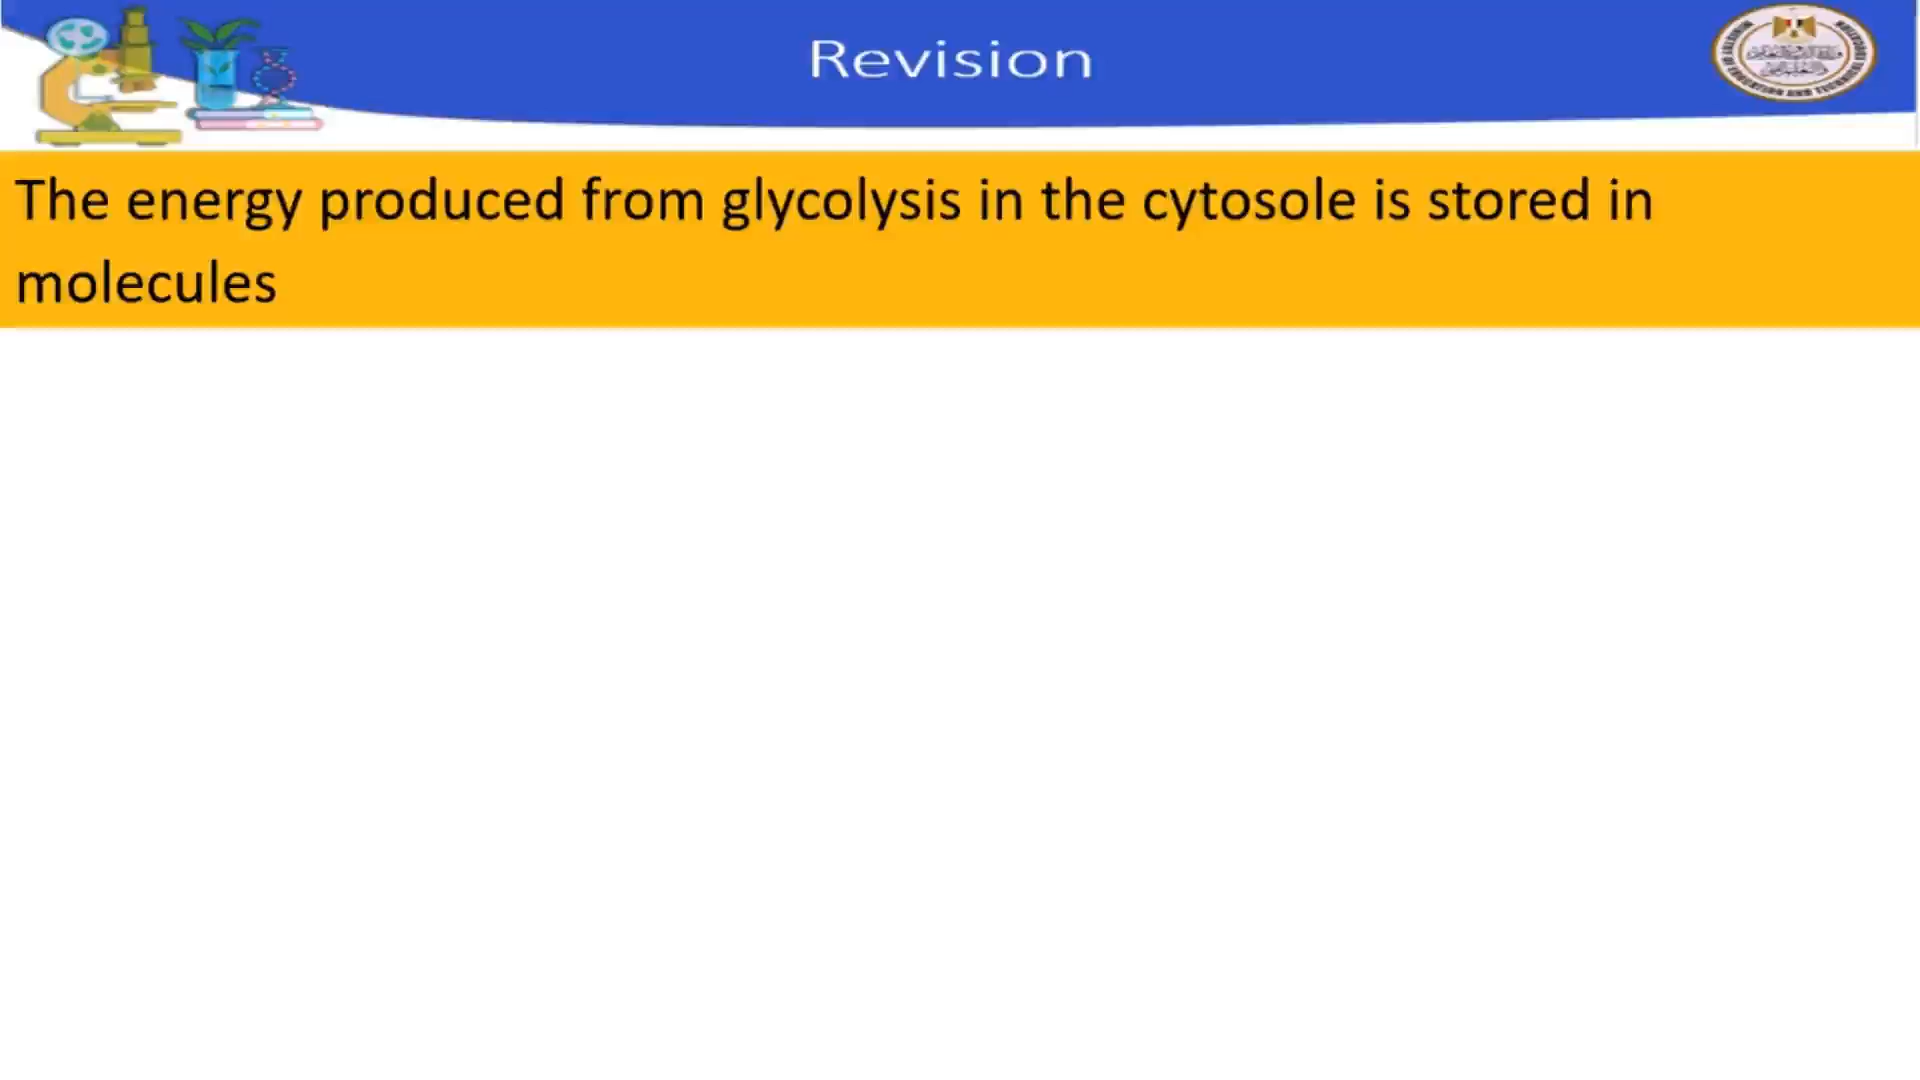 Revision
The energy produced from glycolysis in the cytosole is stored in
molecules